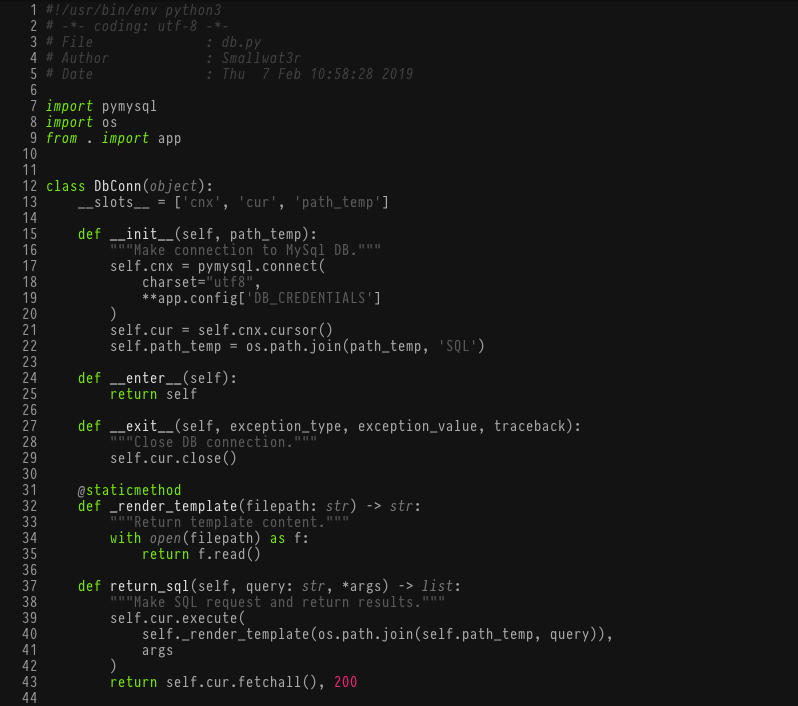 1 #!/usr/bin/env python3
2 # -*- coding: utf-8 -*-
3 # File              : db.py
4 # Author            : Smallwat3r
5 # Date              : Thu  7 Feb 10:58:28 2019
6
7 import pymysql
8 import os
9 from . import app
10
11
12 class DbConn(object):
13     __slots__ = ['cnx', 'cur', 'path_temp']
14
15     def __init__(self, path_temp):
16         """Make connection to MySql DB."""
17         self.cnx = pymysql.connect(
18             charset="utf8",
19             **app.config['DB_CREDENTIALS']
20         )
21         self.cur = self.cnx.cursor()
22         self.path_temp = os.path.join(path_temp, 'SQL')
23
24     def __enter__(self):
25         return self
26
27     def __exit__(self, exception_type, exception_value, traceback):
28         """Close DB connection."""
29         self.cur.close()
30
31     @staticmethod
32     def _render_template(filepath: str) -> str:
33         """Return template content."""
34         with open(filepath) as f:
35             return f.read()
36
37     def return_sql(self, query: str, *args) -> list:
38         """Make SQL request and return results."""
39         self.cur.execute(
40             self._render_template(os.path.join(self.path_temp, query)),
41             args
42         )
43         return self.cur.fetchall(), 200
44